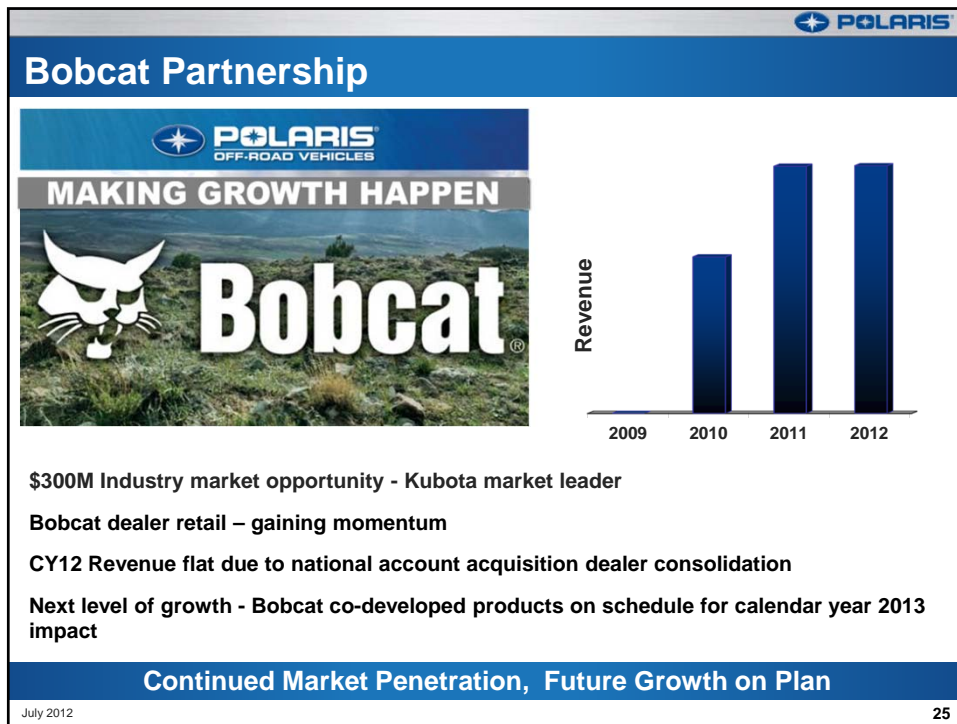 POLARIS®
Bobcat Partnership
POLARIS®
OFF-ROAD VEHICLES
MAKING GROWTH HAPPEN
Bobcat®
Revenue
2009 2010 2011 2012
$300M Industry market opportunity - Kubota market leader
Bobcat dealer retail – gaining momentum
CY12 Revenue flat due to national account acquisition dealer consolidation
Next level of growth - Bobcat co-developed products on schedule for calendar year 2013
impact
Continued Market Penetration, Future Growth on Plan
July 2012
25